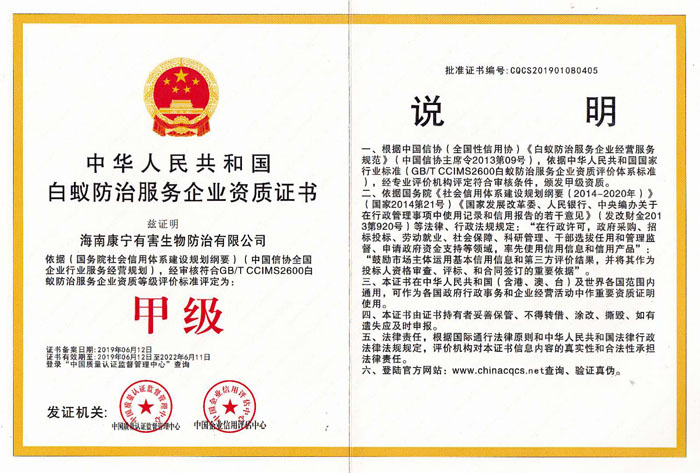 中华人民共和国
白蚁防治服务企业资质证书
兹证明
海南康宁有害生物防治有限公司
依据《国务院社会信用体系建设规划纲要》《中国信协全国
企业行业服务经营规划》，经审核符合GB/T CCIMS2600白
蚁防治服务企业资质等级评价标准评定为：
甲级
证书备案日期：2019年06月12日
证书有效期至：2019年06月12日至2022年6月11日
登录“中国质量认证监督管理中心”查询
发证机关：
中国质量认证监督管理中心
中国企业信用评估中心
批准证书编号：CQCS201901080405
说 明
一、根据中国信协（全国性信用协）《白蚁防治服务企业经营服务
规范》（中国信协主席令2013第09号），依据中华人民共和国国家
行业标准（GB/T CCIMS2600白蚁防治服务企业资质评价体系标
准），经专业评价机构评定符合审核条件，颁发甲级资质。
二、依据国务院《社会信用体系建设规划纲要（2014-2020年）》
（国家2014第21号）《国家发展改革委、人民银行、中央编办关于
在行政管理事项中使用记录和信用报告的若干意见》（发改财金2013
第920号）等法律、行政法规规定：“在行政许可，政府采购、招
标投标、劳动就业、社会保障、科研管理、干部选拔任用和管理监
督、申请政府资金支持等领域，率先使用信用信息和信用产品”；
“鼓励市场主体运用基本信用信息和第三方评价结果，并将其作为
投标人资格审查、评标、和合同签订的重要依据”。
三、本证书在中华人民共和国（含港、澳、台）及世界各国范围内
通用，可作为各国政府行政事务和企业经营活动中作重要资质证明
使用。
四、本证书由证书持有者妥善保管、不得转借、涂改、撕毁、如有
遗失应及时申报。
五、法律责任，根据国际通行法律原则和中华人民共和国法律行政
法律法规规定，评价机构对本证书信息内容的真实性和合法性承担
法律责任。
六、登陆官方网站：www.chinacqcs.net查询、验证真伪。